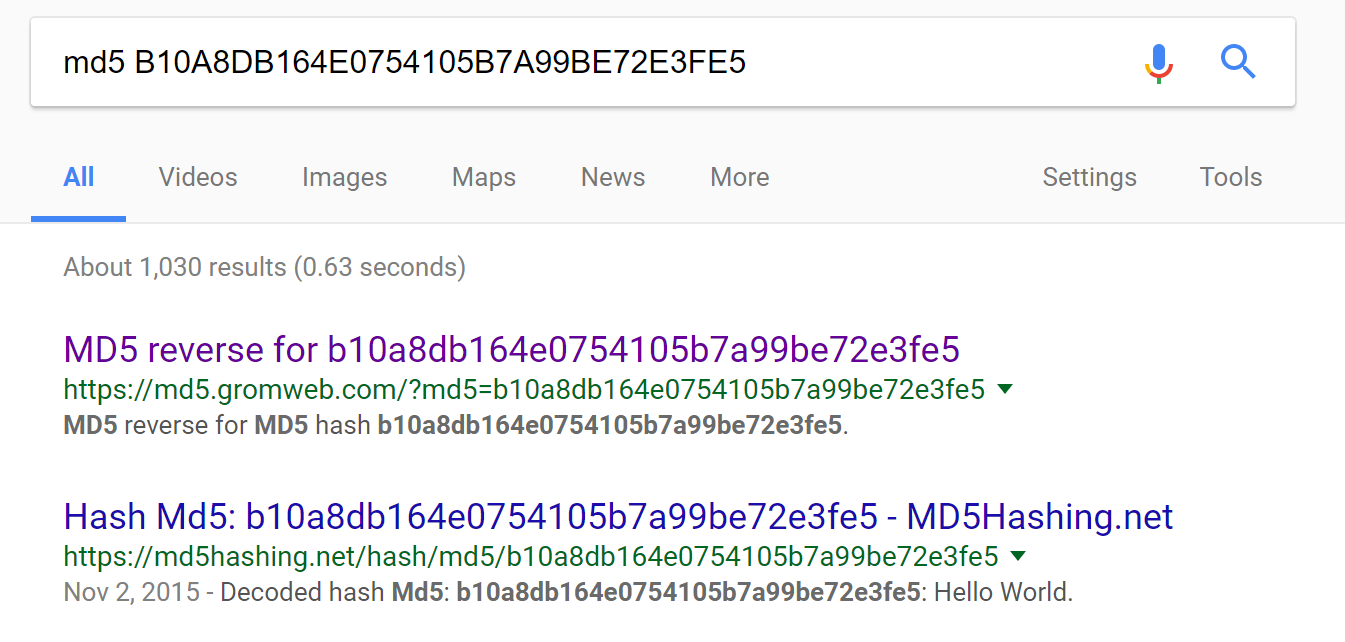 md5 B10A8DB164E0754105B7A99BE72E3FE5
All Videos Images Maps News More Settings Tools
About 1,030 results (0.63 seconds)
MD5 reverse for b10a8db164e0754105b7a99be72e3fe5
https://md5.gromweb.com/?md5=b10a8db164e0754105b7a99be72e3fe5
MD5 reverse for MD5 hash b10a8db164e0754105b7a99be72e3fe5.
Hash Md5: b10a8db164e0754105b7a99be72e3fe5 - MD5Hashing.net
https://md5hashing.net/hash/md5/b10a8db164e0754105b7a99be72e3fe5
Nov 2, 2015 - Decoded hash Md5: b10a8db164e0754105b7a99be72e3fe5: Hello World.